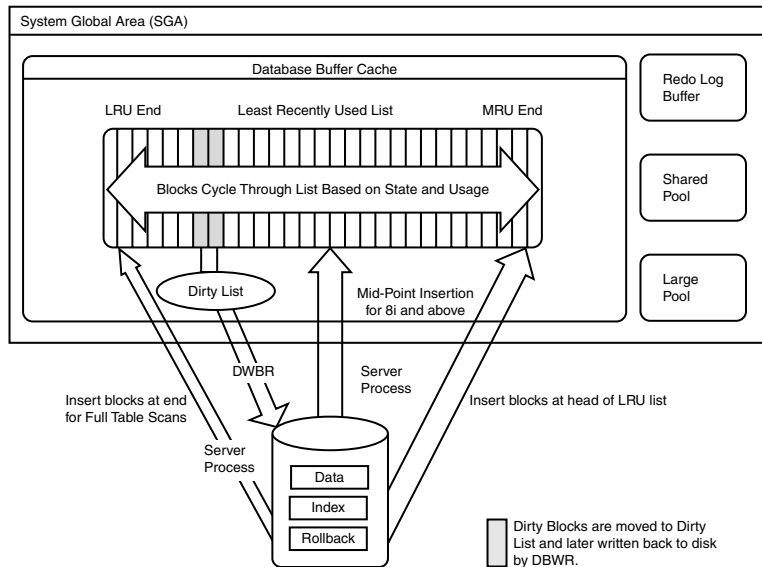 System Global Area (SGA)
Database Buffer Cache
LRU End
Least Recently Used List
MRU End
Blocks Cycle Through List Based on State and Usage
Redo Log
Buffer
Shared
Pool
Large
Pool
Dirty List
Mid-Point Insertion
for 8i and above
DWBR
Server
Process
Insert blocks at end
for Full Table Scans
Insert blocks at head of LRU list
Server
Process
Data
Index
Rollback
Dirty Blocks are moved to Dirty
List and later written back to disk
by DBWR.